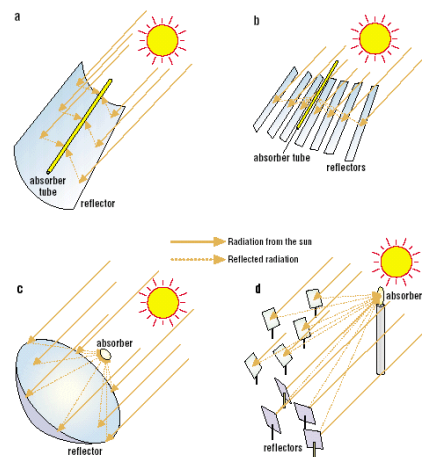 a
absorber
tube
reflector
b
absorber tube
reflectors
Radiation from the sun
Reflected radiation
c
absorber
reflector
d
absorber
reflectors